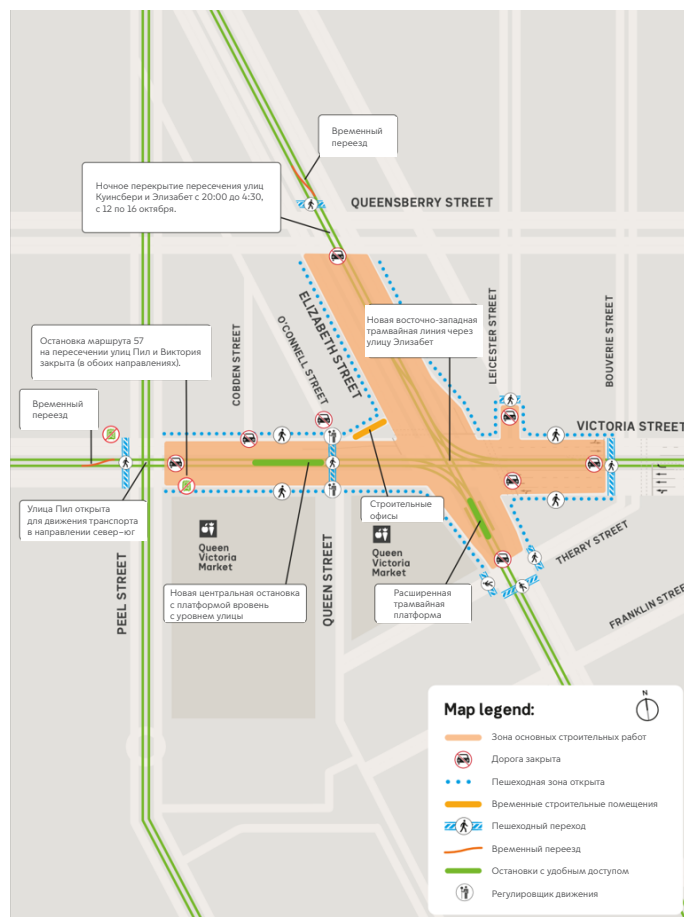 Временный
переезд
Ночное перекрытие пересечения улиц
Куинсбери и Элизабет с 20:00 до 4:30,
с 12 по 16 октября.
QUEENSBERRY STREET
ELIZABETH STREET
O'CONNELL STREET
COBDEN STREET
LEICESTER STREET
BOUVERIE STREET
Новая восточно-западная
трамвайная линия через
улицу Элизабет
Остановка маршрута 57
на пересечении улиц Пил и Виктория
закрыта (в обоих направлениях).
Временный
переезд
VICTORIA STREET
Улица Пил открыта
для движения транспорта
в направлении север–юг
Строительные
офисы
Queen
Victoria
Market
Queen
Victoria
Market
THERRY STREET
FRANKLIN STREE
PEEL STREET
QUEEN STREET
Новая центральная остановка
с платформой вровень
с уровнем улицы
Расширенная
трамвайная
платформа
Map legend:
N
Зона основных строительных работ
Дорога закрыта
Пешеходная зона открыта
Временные строительные помещения
Пешеходный переход
Временный переезд
Остановки с удобным доступом
Регулировщик движения